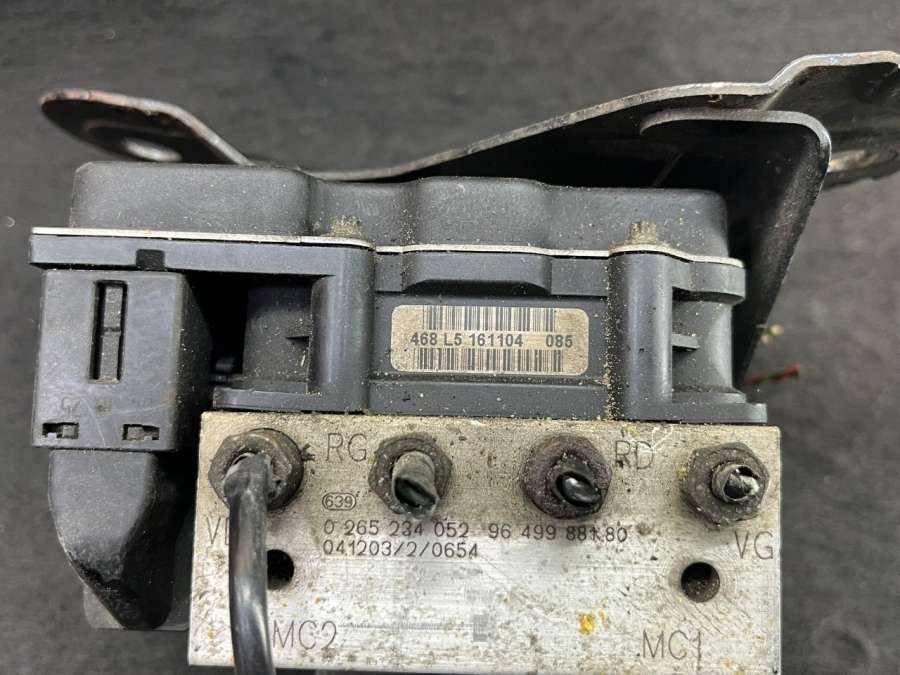 468 L5 161104 085
RG RD
639
0 265 234 052 96 499 881 80
VG
041203/2/0654
MC2 MC1